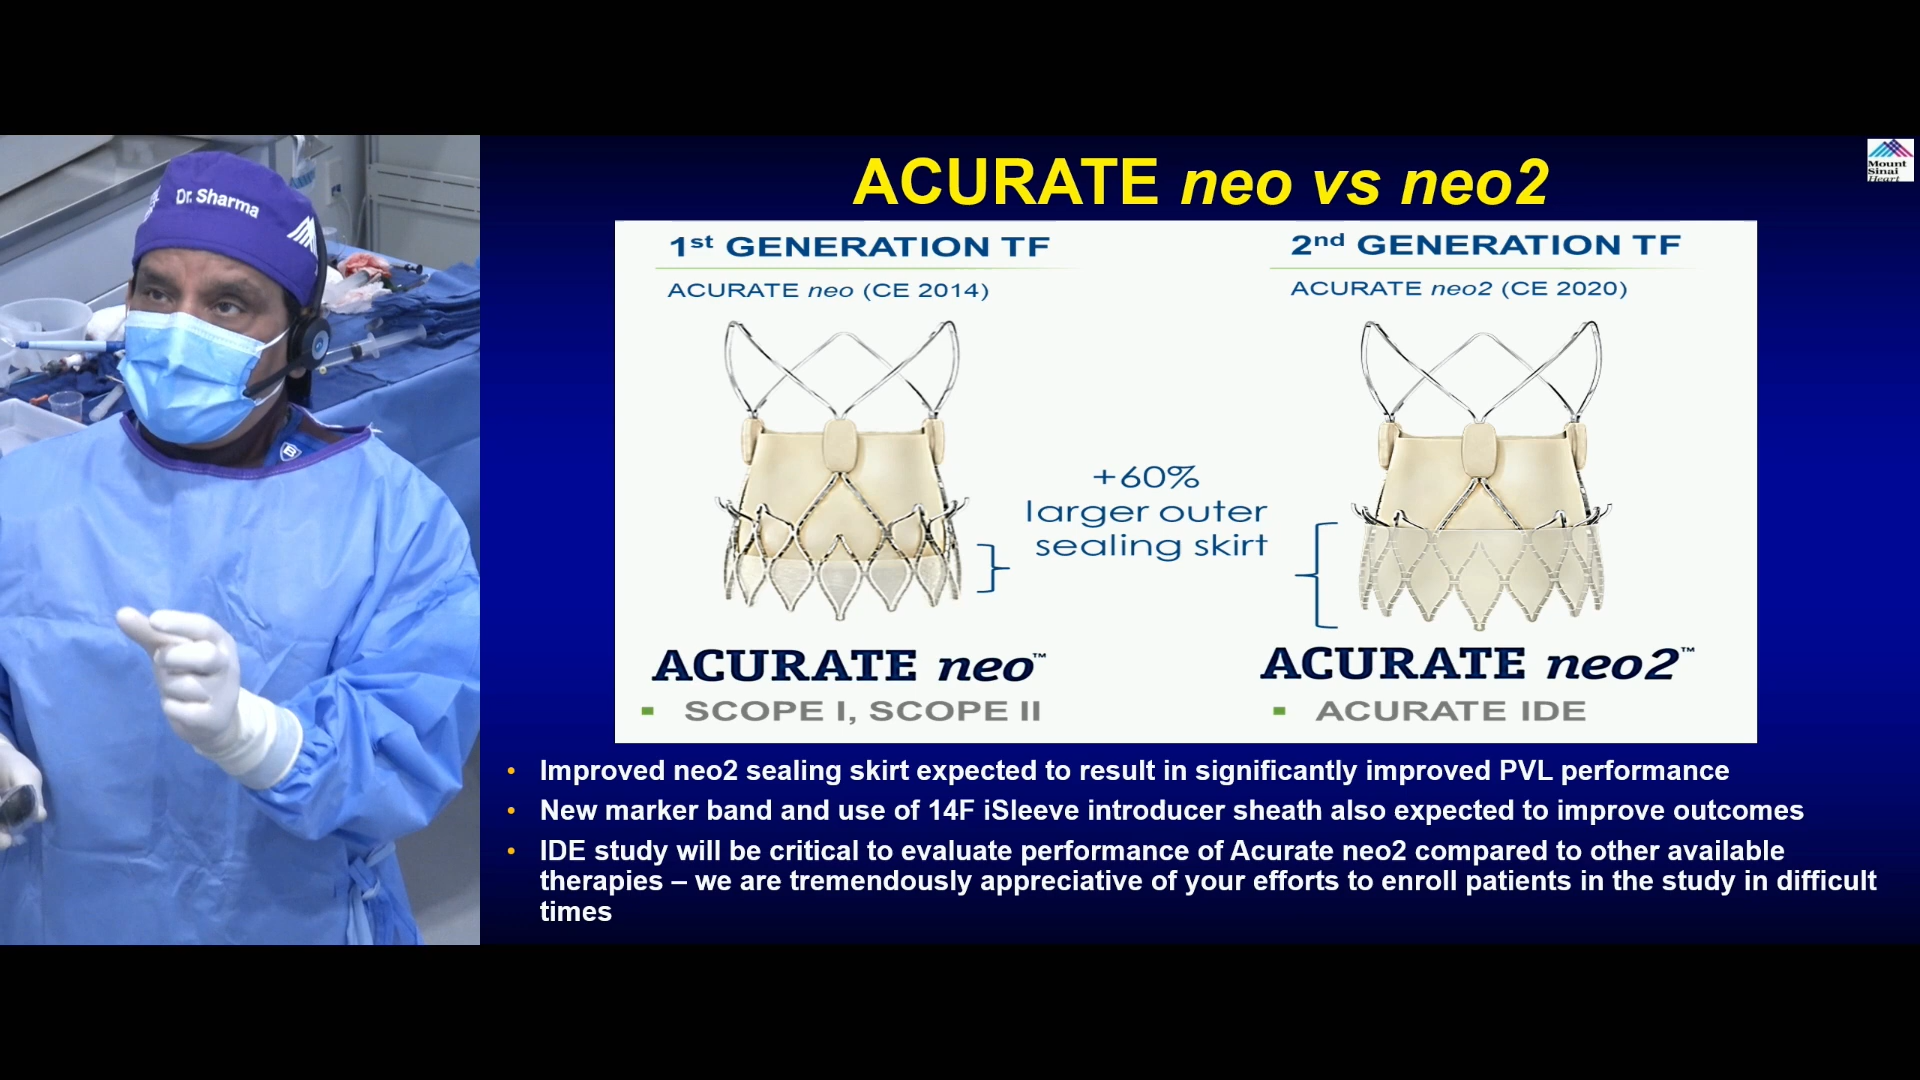 Dr. Sharma
ACURATE neo vs neo2
Mount
Sinai
Heart
1st GENERATION TF
ACURATE neo (CE 2014)
2nd GENERATION TF
ACURATE neo2 (CE 2020)
+60%
larger outer
sealing skirt
ACURATE neo™
▪ SCOPE I, SCOPE II
ACURATE neo2™
▪ ACURATE IDE
• Improved neo2 sealing skirt expected to result in significantly improved PVL performance
• New marker band and use of 14F iSleeve introducer sheath also expected to improve outcomes
• IDE study will be critical to evaluate performance of Acurate neo2 compared to other available
therapies – we are tremendously appreciative of your efforts to enroll patients in the study in difficult
times